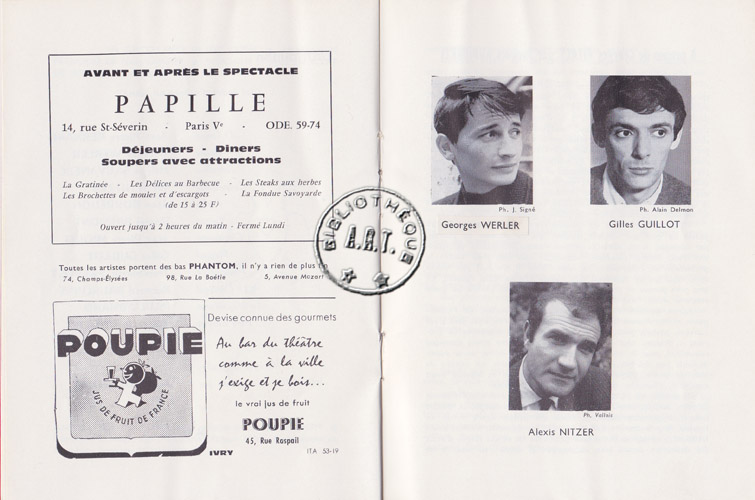 AVANT ET APRÈS LE SPECTACLE
PAPILLE
14, rue St-Séverin - Paris Ve - ODE. 59-74
Déjeuners - Diners
Soupers avec attractions
La Gratinée - Les Délices au Barbecue - Les Steaks aux herbes
Les Brochettes de moules et d'escargots - La Fondue Savoyarde
(de 15 à 25 F)
Ouvert jusqu'à 2 heures du matin - Fermé Lundi
Toutes les artistes portent des bas PHANTOM, il n'y a rien de plus
74, Champs-Élysées 98, Rue La Boétie 5, Avenue Mozart
POUPIE
JUS DE FRUIT DE FRANCE
Devise connue des gourmets
Au bar du théâtre
comme à la ville
j'exige et je bois...
le vrai jus de fruit
POUPIE
45, Rue Raspail
IVRY
ITA 53-19
BIBLIOTHÈQUE
A.R.T.
Ph. J. Signé
Georges WERLER
Ph. Alain Delmon
Gilles GUILLOT
Ph. Vallois
Alexis NITZER